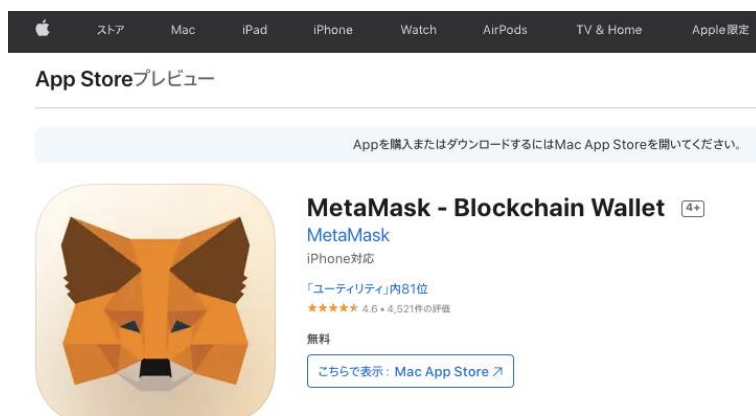 ストア Mac iPad iPhone Watch AirPods TV & Home Apple限定
App Storeプレビュー
Appを購入またはダウンロードするにはMac App Storeを開いてください。
MetaMask - Blockchain Wallet 4+
MetaMask
iPhone対応
「ユーティリティ」内81位
★★★★★ 4.6 • 4,521件の評価
無料
こちらで表示: Mac App Store ↗